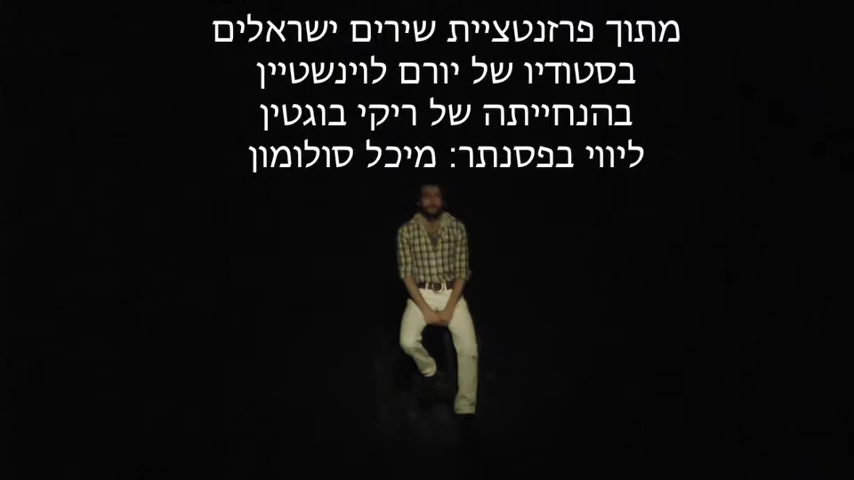 מתוך פרזנטציית שירים ישראלים
בסטודיו של יורם לוינשטיין
בהנחייתה של ריקי בוגטין
ליווי בפסנתר: מיכל סולומון